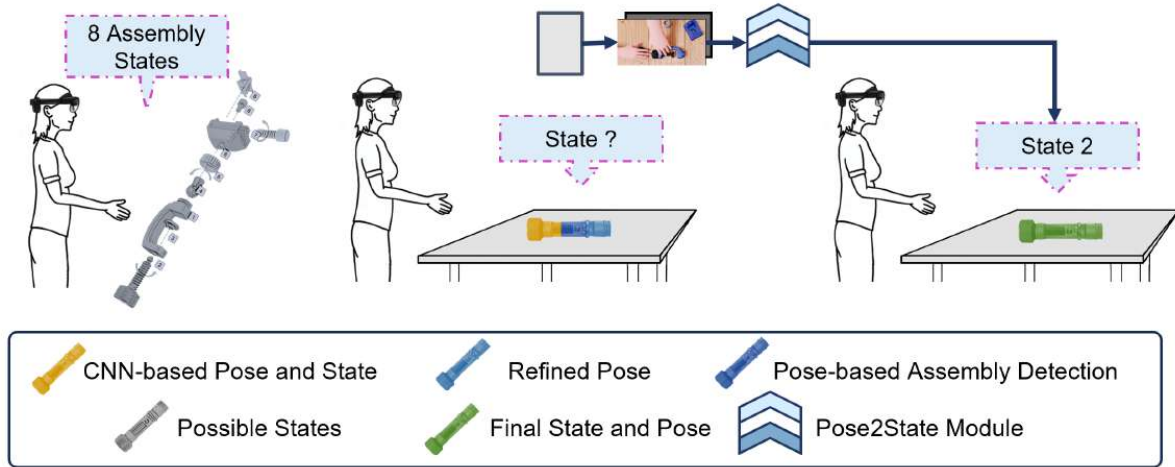 8 Assembly
States
State ?
State 2
CNN-based Pose and State
Refined Pose
Pose-based Assembly Detection
Possible States
Final State and Pose
Pose2State Module